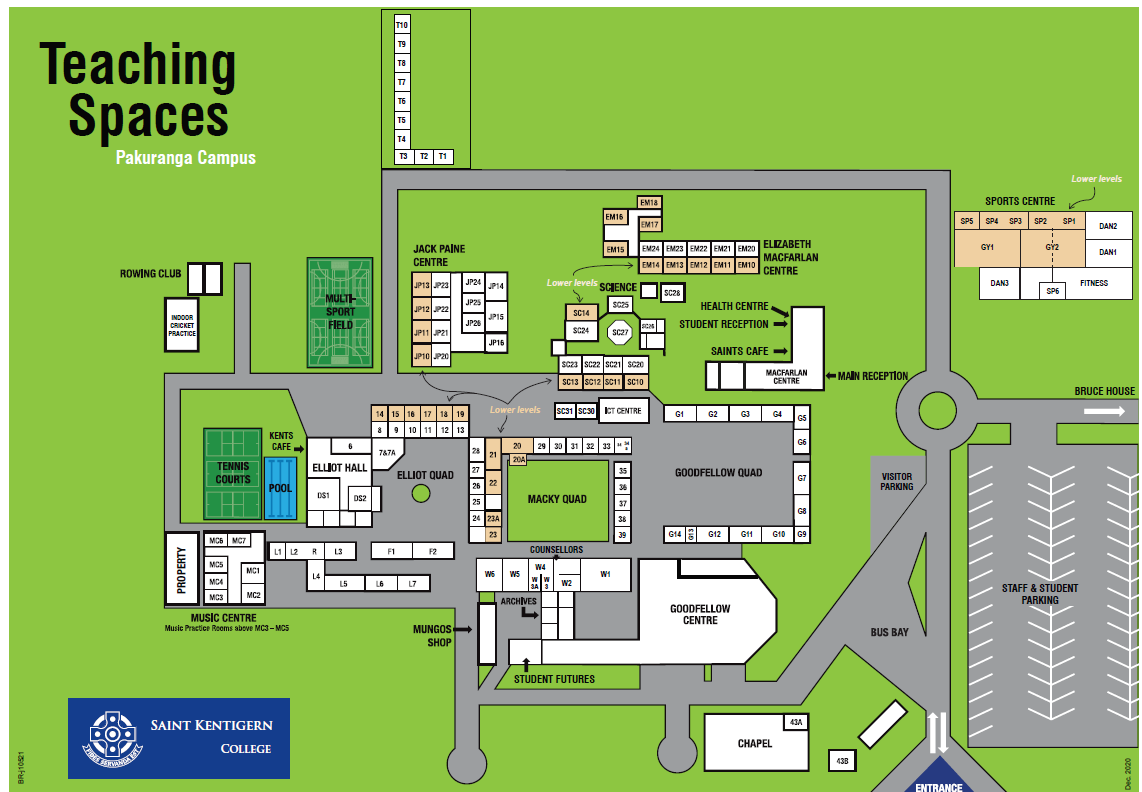 Teaching
Spaces
Pakuranga Campus
T10
T9
T8
T7
T6
T5
T4
T3 T2 T1
Lower levels
SPORTS CENTRE
SP5 SP4 SP3 SP2 SP1
DAN2
GY1 GY2
DAN1
DAN3 SP6 FITNESS
EM18
EM16
EM17
EM15
EM24 EM23 EM22 EM21 EM20
EM14 EM13 EM12 EM11 EM10
ELIZABETH
MACFARLAN
CENTRE
JACK PAINE
CENTRE
JP13 JP23 JP24 JP14
JP12 JP22 JP25 JP15
JP11 JP21 JP26
JP16
JP10 JP20
ROWING CLUB
INDOOR
CRICKET
PRACTICE
MULTI-
SPORT
FIELD
Lower levels
SCIENCE
SC28
SC25
SC14
SC24
SC27
SC26
SC23 SC22 SC21 SC20
SC13 SC12 SC11 SC10
SC31 SC30 ICT CENTRE
HEALTH CENTRE
STUDENT RECEPTION
SAINTS CAFE
MACFARLAN
CENTRE
MAIN RECEPTION
BRUCE HOUSE
Lower levels
14 15 16 17 18 19
8 9 10 11 12 13
KENTS
CAFE
6
7&7A
ELLIOT HALL
DS1
DS2
ELLIOT QUAD
TENNIS
COURTS
POOL
28
27
26
25
24
21
22
23A
23
20
20A
29 30 31 32 33 34
35
36
37
38
39
MACKY QUAD
G1 G2 G3 G4
G5
G6
G7
G8
G9
GOODFELLOW QUAD
G14 G13 G12 G11 G10
VISITOR
PARKING
STAFF & STUDENT
PARKING
BUS BAY
PROPERTY
MC6 MC7
MC5
MC4
MC3
MC1
MC2
MUSIC CENTRE
Music Practice Rooms above MC3 – MC5
L1 L2 R L3
L4
L5 L6 L7
F1 F2
COUNSELLORS
W6 W5 W4
W
3A
W
3
W2
W1
ARCHIVES
MUNGOS
SHOP
STUDENT FUTURES
GOODFELLOW
CENTRE
CHAPEL
43A
43B
ENTRANCE
SAINT KENTIGERN
COLLEGE
FIDES SERVANDA EST
BR-j10521
Dec. 2020